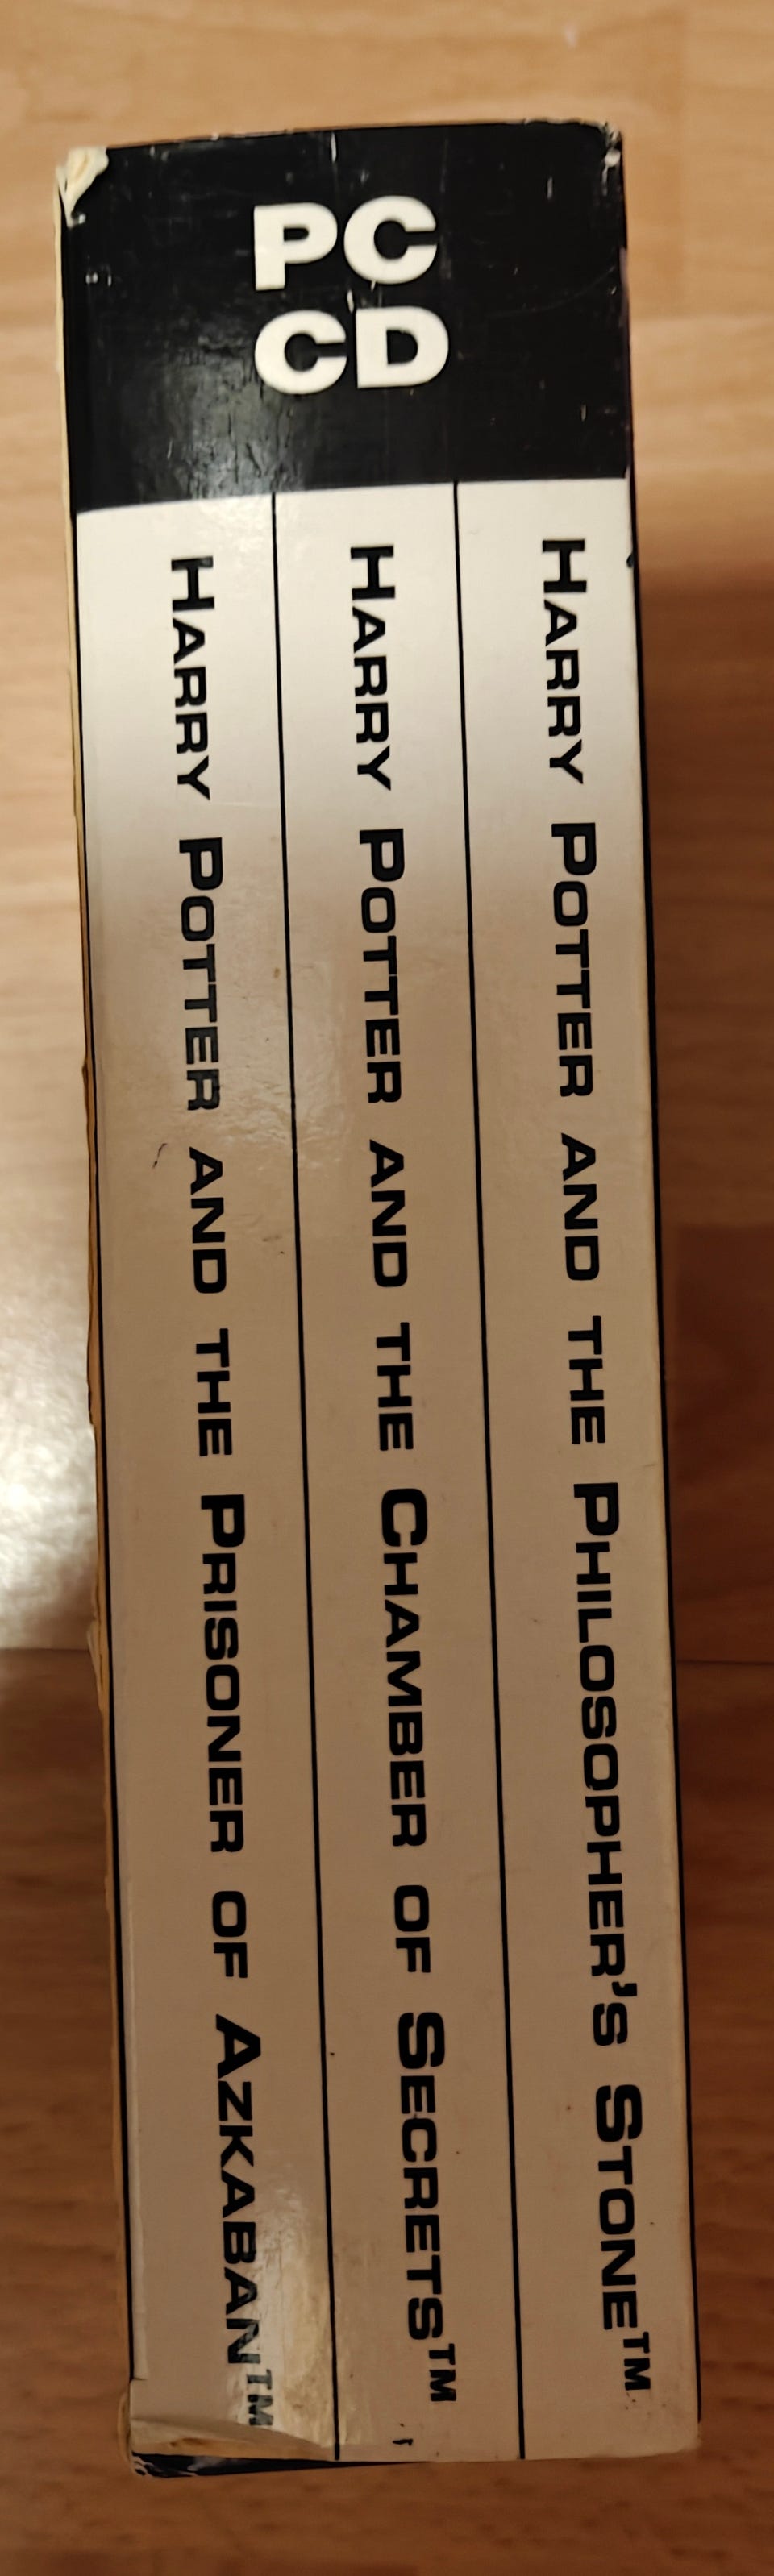 PC
CD
Harry Potter and the Philosopher's Stone™
Harry Potter and the Chamber of Secrets™
Harry Potter and the Prisoner of Azkaban™